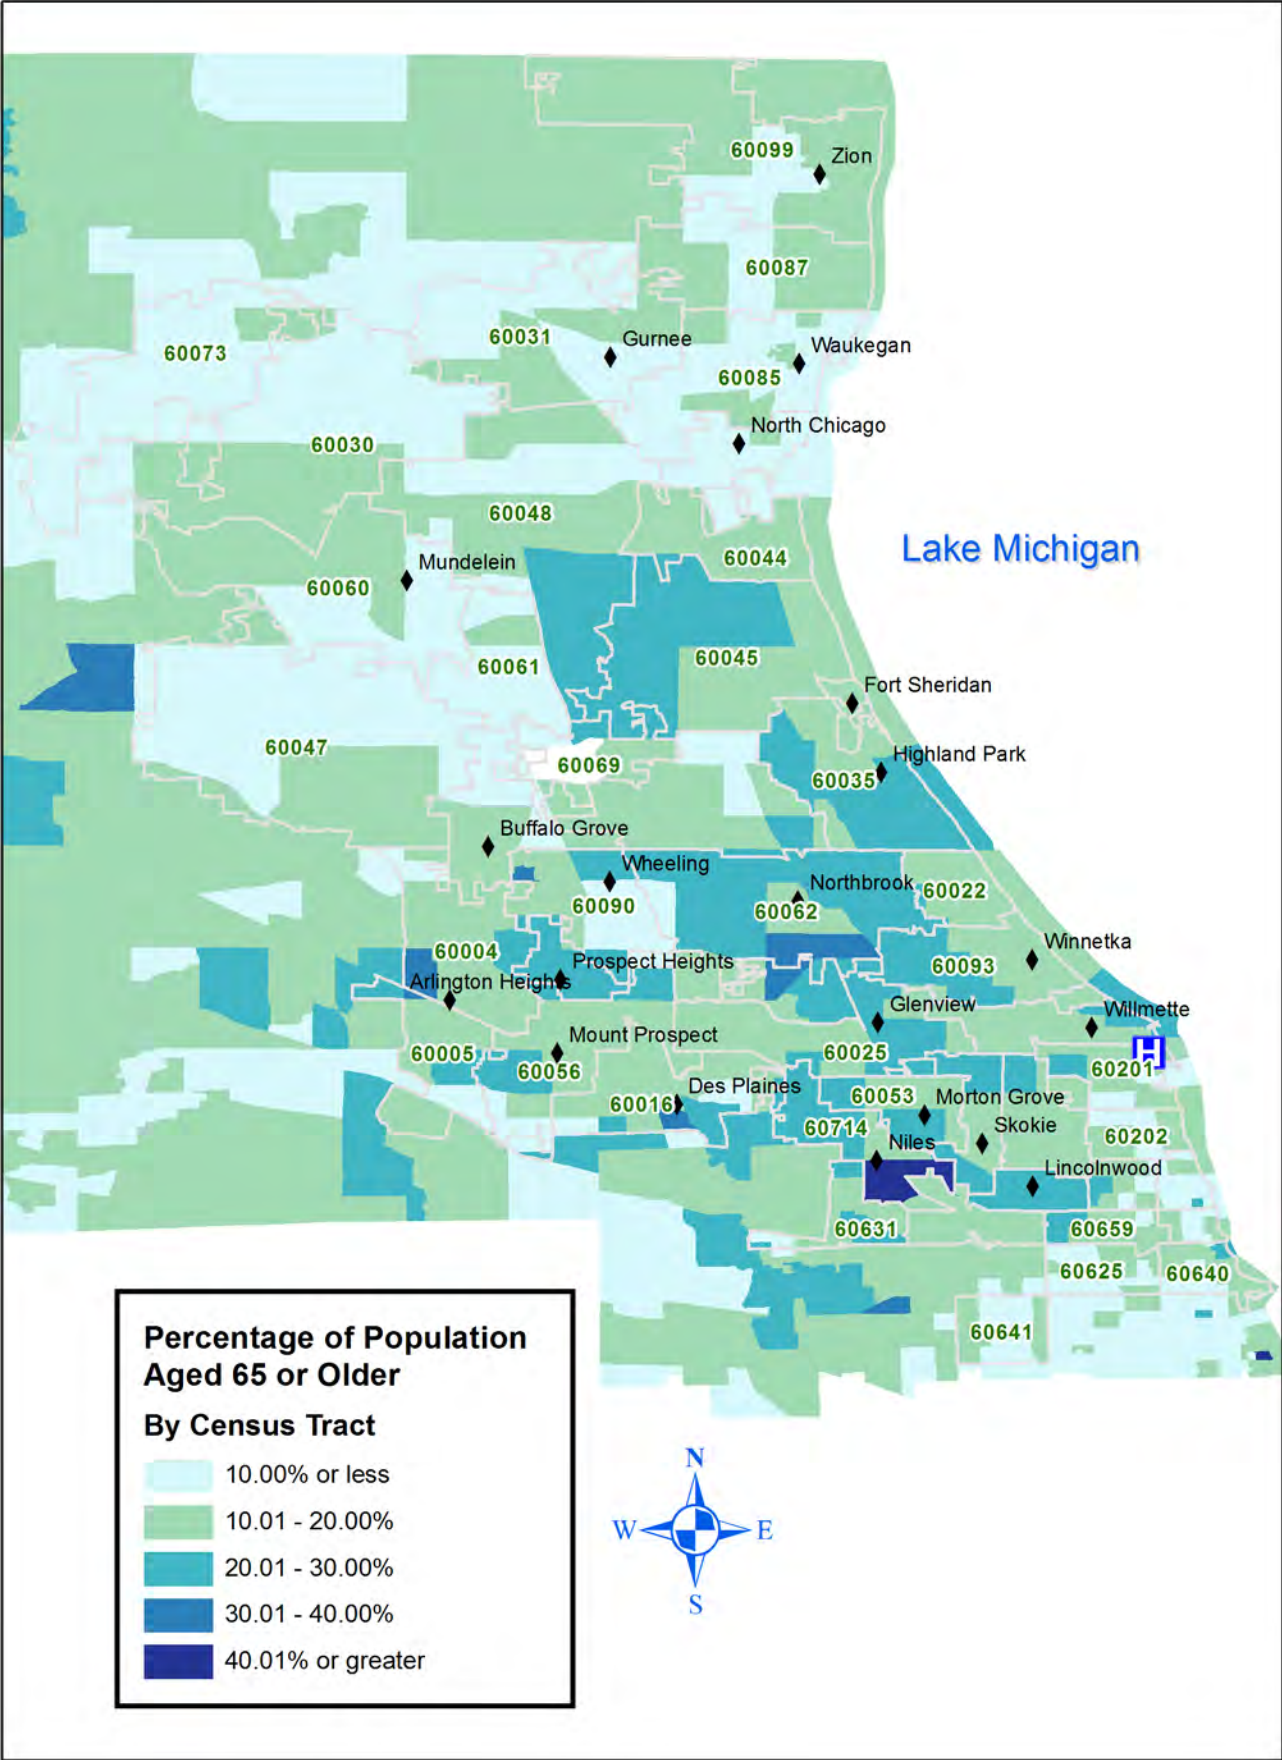 60099
Zion
60087
Gurnee
60031
60073
Waukegan
60085
North Chicago
60030
60048
Lake Michigan
60044
Mundelein
60060
60045
60061
Fort Sheridan
60047
Highland Park
60069
60035
Buffalo Grove
Wheeling
Northbrook
60022
60090
60062
Winnetka
60004
Prospect Heights
60093
Arlington Heights
Glenview
Willmette
Mount Prospect
60005
60025
H
60056
60201
Des Plaines
60053
Morton Grove
60016
60714
Skokie
60202
Niles
Lincolnwood
60631
60659
60625
60640
60641
Percentage of Population
Aged 65 or Older
By Census Tract
10.00% or less
10.01 - 20.00%
20.01 - 30.00%
30.01 - 40.00%
40.01% or greater
N
W
E
S